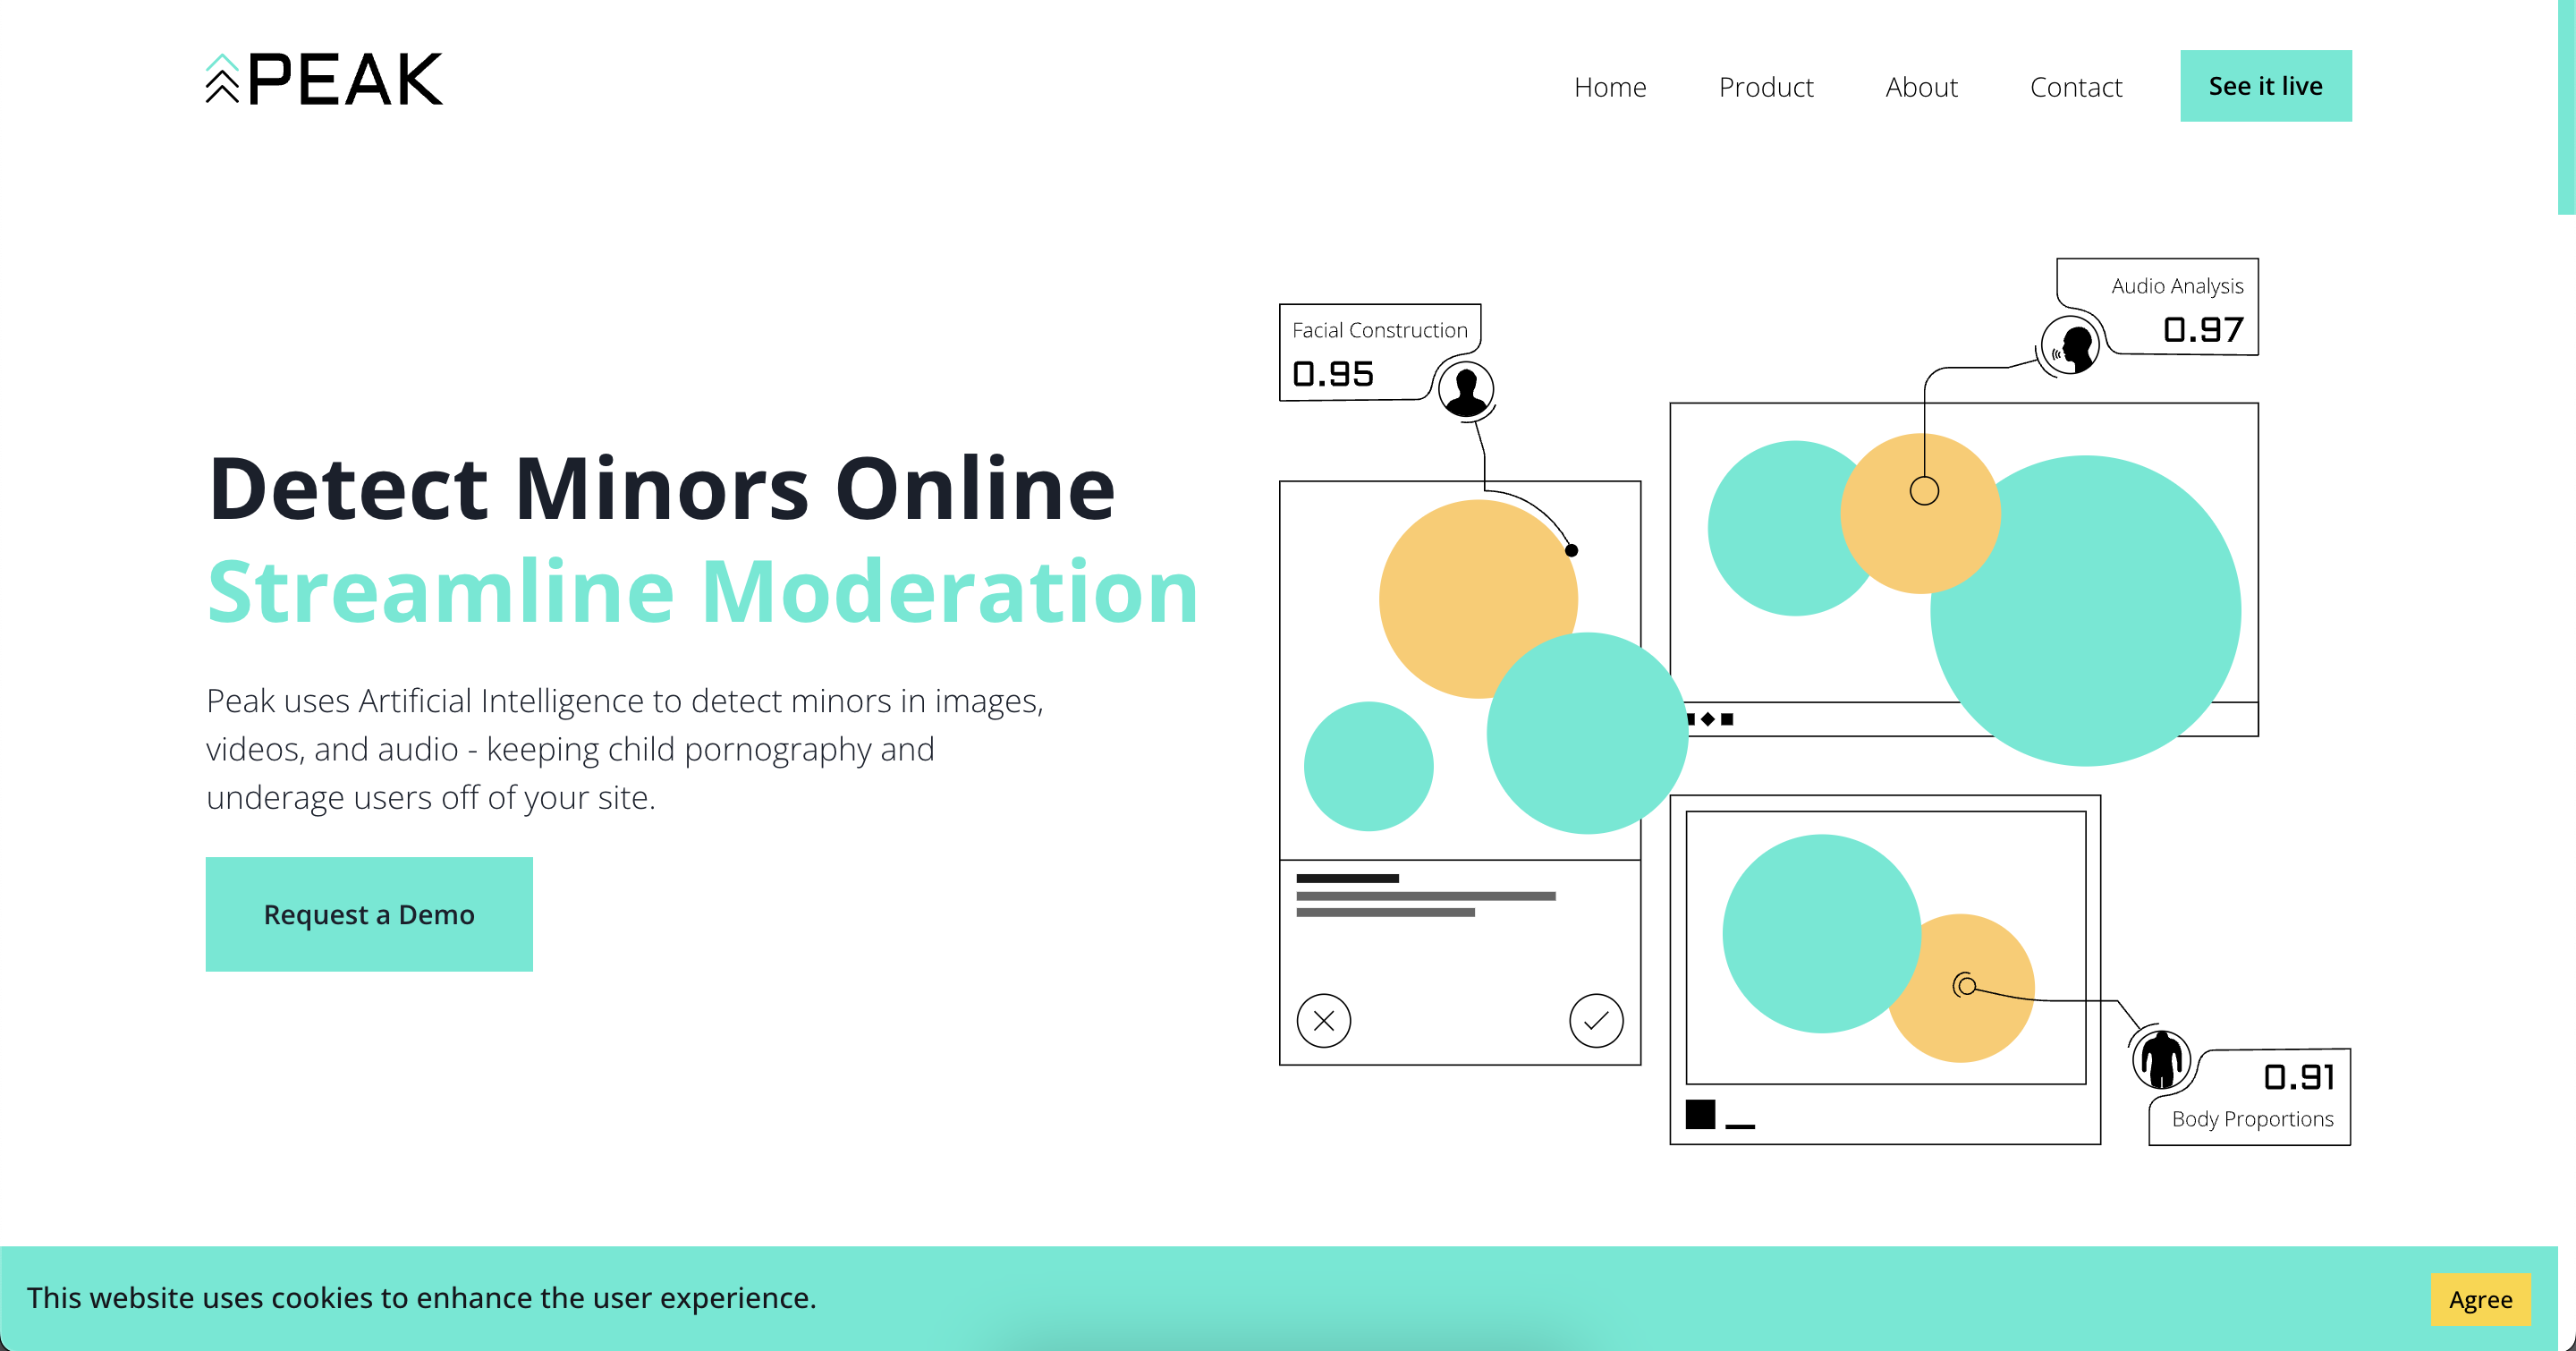 PEAK
Home
Product
About
Contact
See it live
Detect Minors Online
Streamline Moderation
Peak uses Artificial Intelligence to detect minors in images,
videos, and audio - keeping child pornography and
underage users off of your site.
Request a Demo
Facial Construction
0.95
Audio Analysis
0.97
0.91
Body Proportions
This website uses cookies to enhance the user experience.
Agree